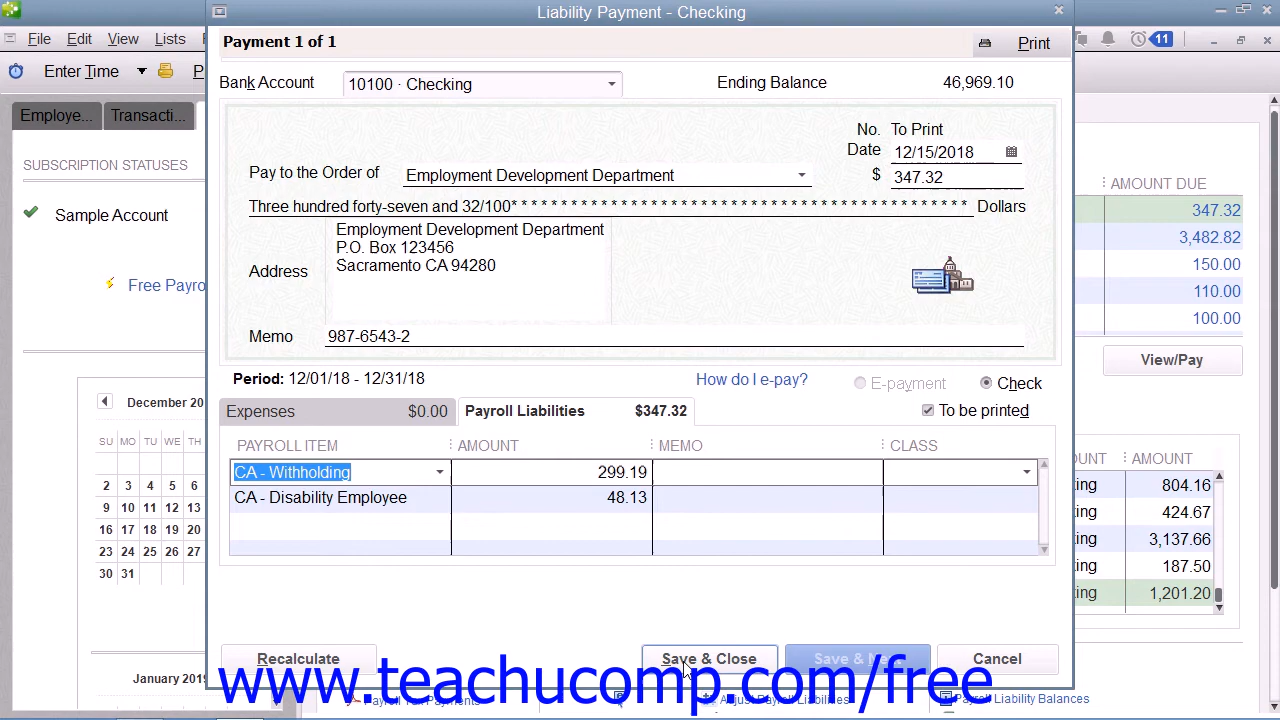 Liability Payment - Checking
File Edit View Lists
11
Enter Time
Payment 1 of 1
Print
Bank Account
10100 · Checking
Ending Balance
46,969.10
Employe...
Transacti...
SUBSCRIPTION STATUSES
Sample Account
Free Payro
No. To Print
Date 12/15/2018
Pay to the Order of
Employment Development Department
$ 347.32
Three hundred forty-seven and 32/100* * * * * * * * * * * * * * * * * * * * * * * * * * * * * * * * * * * * * * * * * * * Dollars
Address
Employment Development Department
P.O. Box 123456
Sacramento CA 94280
Memo
987-6543-2
Period: 12/01/18 - 12/31/18
How do I e-pay?
E-payment
Check
Expenses $0.00
Payroll Liabilities $347.32
To be printed
PAYROLL ITEM AMOUNT MEMO CLASS
CA - Withholding 299.19
CA - Disability Employee 48.13
Recalculate
Save & Close
Cancel
AMOUNT DUE
347.32
3,482.82
150.00
110.00
100.00
View/Pay
December 20
SU MO TU WE TH
2 3 4 5 6
9 10 11 12 13
16 17 18 19 20
23 24 25 26 27
30 31
January 2019
AMOUNT
804.16
424.67
3,137.66
187.50
1,201.20
www.teachucomp.com/free
Adjust Payroll Liabilities
Payroll Liability Balances